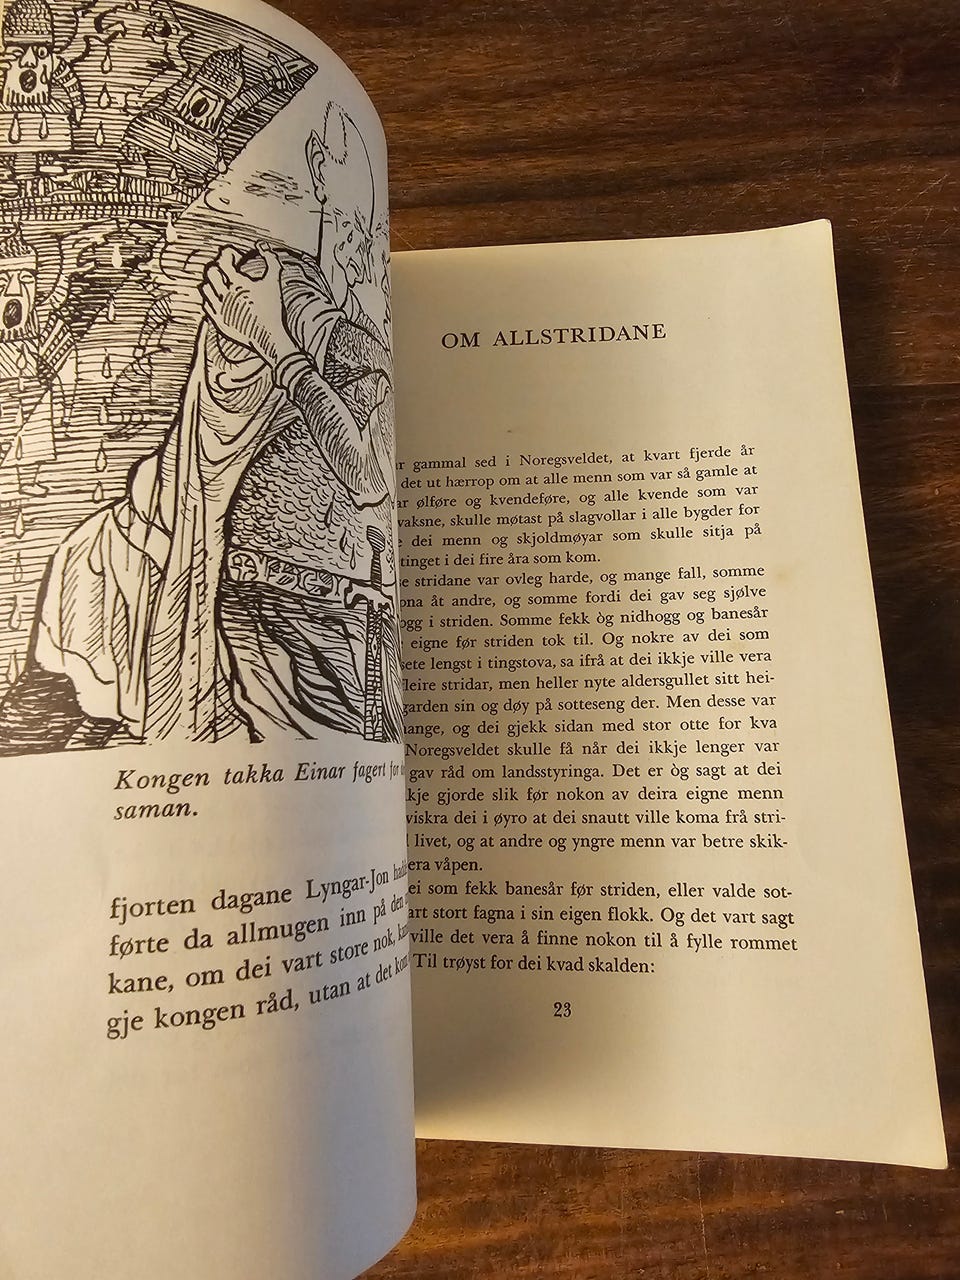 Kongen takka Einar fagert for
saman.
fjorten dagane Lyngar-Jon
førte da allmugen inn på den
kane, om dei vart store nok,
gje kongen råd, utan at det kom
OM ALLSTRIDANE
gammal sed i Noregsveldet, at kvart fjerde år
det ut hærrop om at alle menn som var så gamle at
ølføre og kvendeføre, og alle kvende som var
vaksne, skulle møtast på slagvollar i alle bygder for
dei menn og skjoldmøyar som skulle sitja på
tinget i dei fire åra som kom.
stridane var ovleg harde, og mange fall, somme
åt andre, og somme fordi dei gav seg sjølve
i striden. Somme fekk òg nidhogg og banesår
eigne før striden tok til. Og nokre av dei som
lengst i tingstova, sa ifrå at dei ikkje ville vera
fleire stridar, men heller nyte aldersgullet sitt hei-
garden sin og døy på sotteseng der. Men desse var
mange, og dei gjekk sidan med stor otte for kva
Noregsveldet skulle få når dei ikkje lenger var
gav råd om landsstyringa. Det er òg sagt at dei
ikkje gjorde slik før nokon av deira eigne menn
kviskra dei i øyro at dei snautt ville koma frå stri-
livet, og at andre og yngre menn var betre skik-
våpen.
dei som fekk banesår før striden, eller valde sot-
vart stort fagna i sin eigen flokk. Og det vart sagt
ville det vera å finne nokon til å fylle rommet
Til trøyst for dei kvad skalden:
23